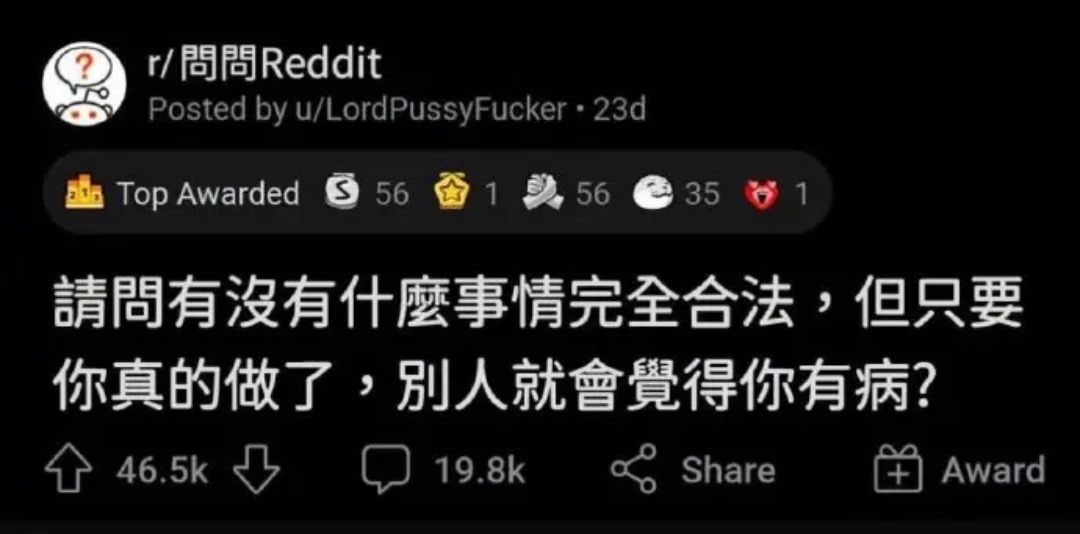 r/問問Reddit
Posted by u/LordPussyFucker • 23d
Top Awarded 56 1 56 35 1
請問有沒有什麼事情完全合法，但只要
你真的做了，別人就會覺得你有病?
46.5k 19.8k Share Award